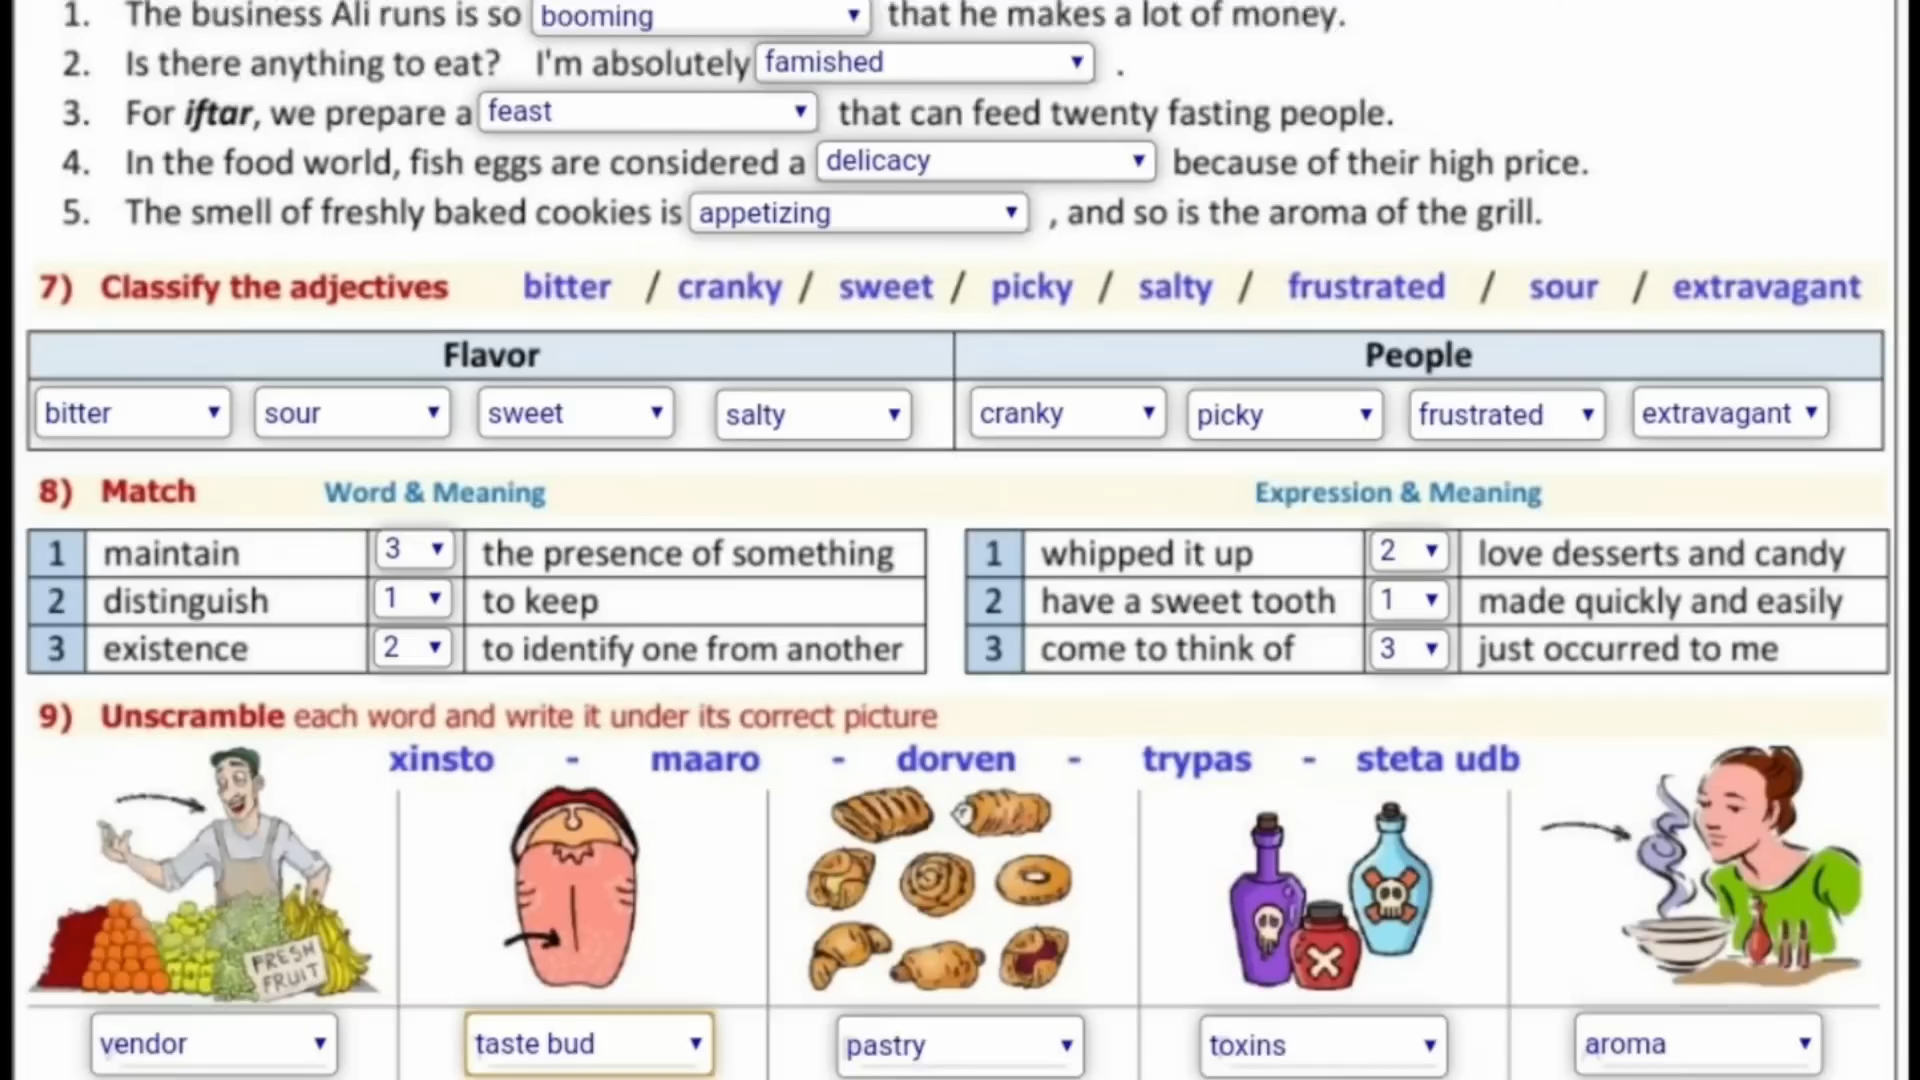 1. The business Ali runs is so booming that he makes a lot of money.
2. Is there anything to eat? I'm absolutely famished .
3. For iftar, we prepare a feast that can feed twenty fasting people.
4. In the food world, fish eggs are considered a delicacy because of their high price.
5. The smell of freshly baked cookies is appetizing , and so is the aroma of the grill.
7) Classify the adjectives bitter / cranky / sweet / picky / salty / frustrated / sour / extravagant
Flavor People
bitter sour sweet salty cranky picky frustrated extravagant
8) Match Word & Meaning Expression & Meaning
1 maintain 3 the presence of something 1 whipped it up 2 love desserts and candy
2 distinguish 1 to keep 2 have a sweet tooth 1 made quickly and easily
3 existence 2 to identify one from another 3 come to think of 3 just occurred to me
9) Unscramble each word and write it under its correct picture
xinsto - maaro - dorven - trypas - steta udb
FRESH
FRUIT
vendor taste bud pastry toxins aroma